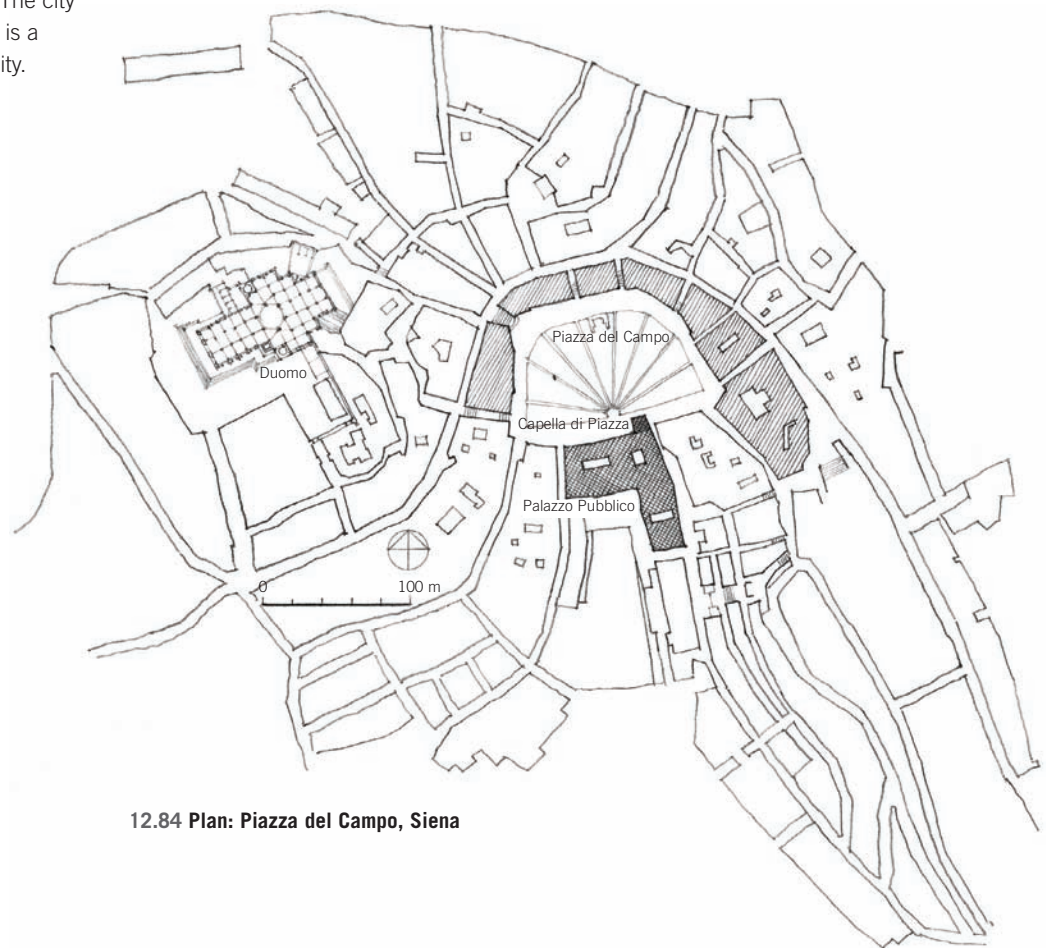 The city
is a
ity.
Piazza del Campo
Duomo
Capella di Piazza
Palazzo Pubblico
0 100 m
12.84 Plan: Piazza del Campo, Siena